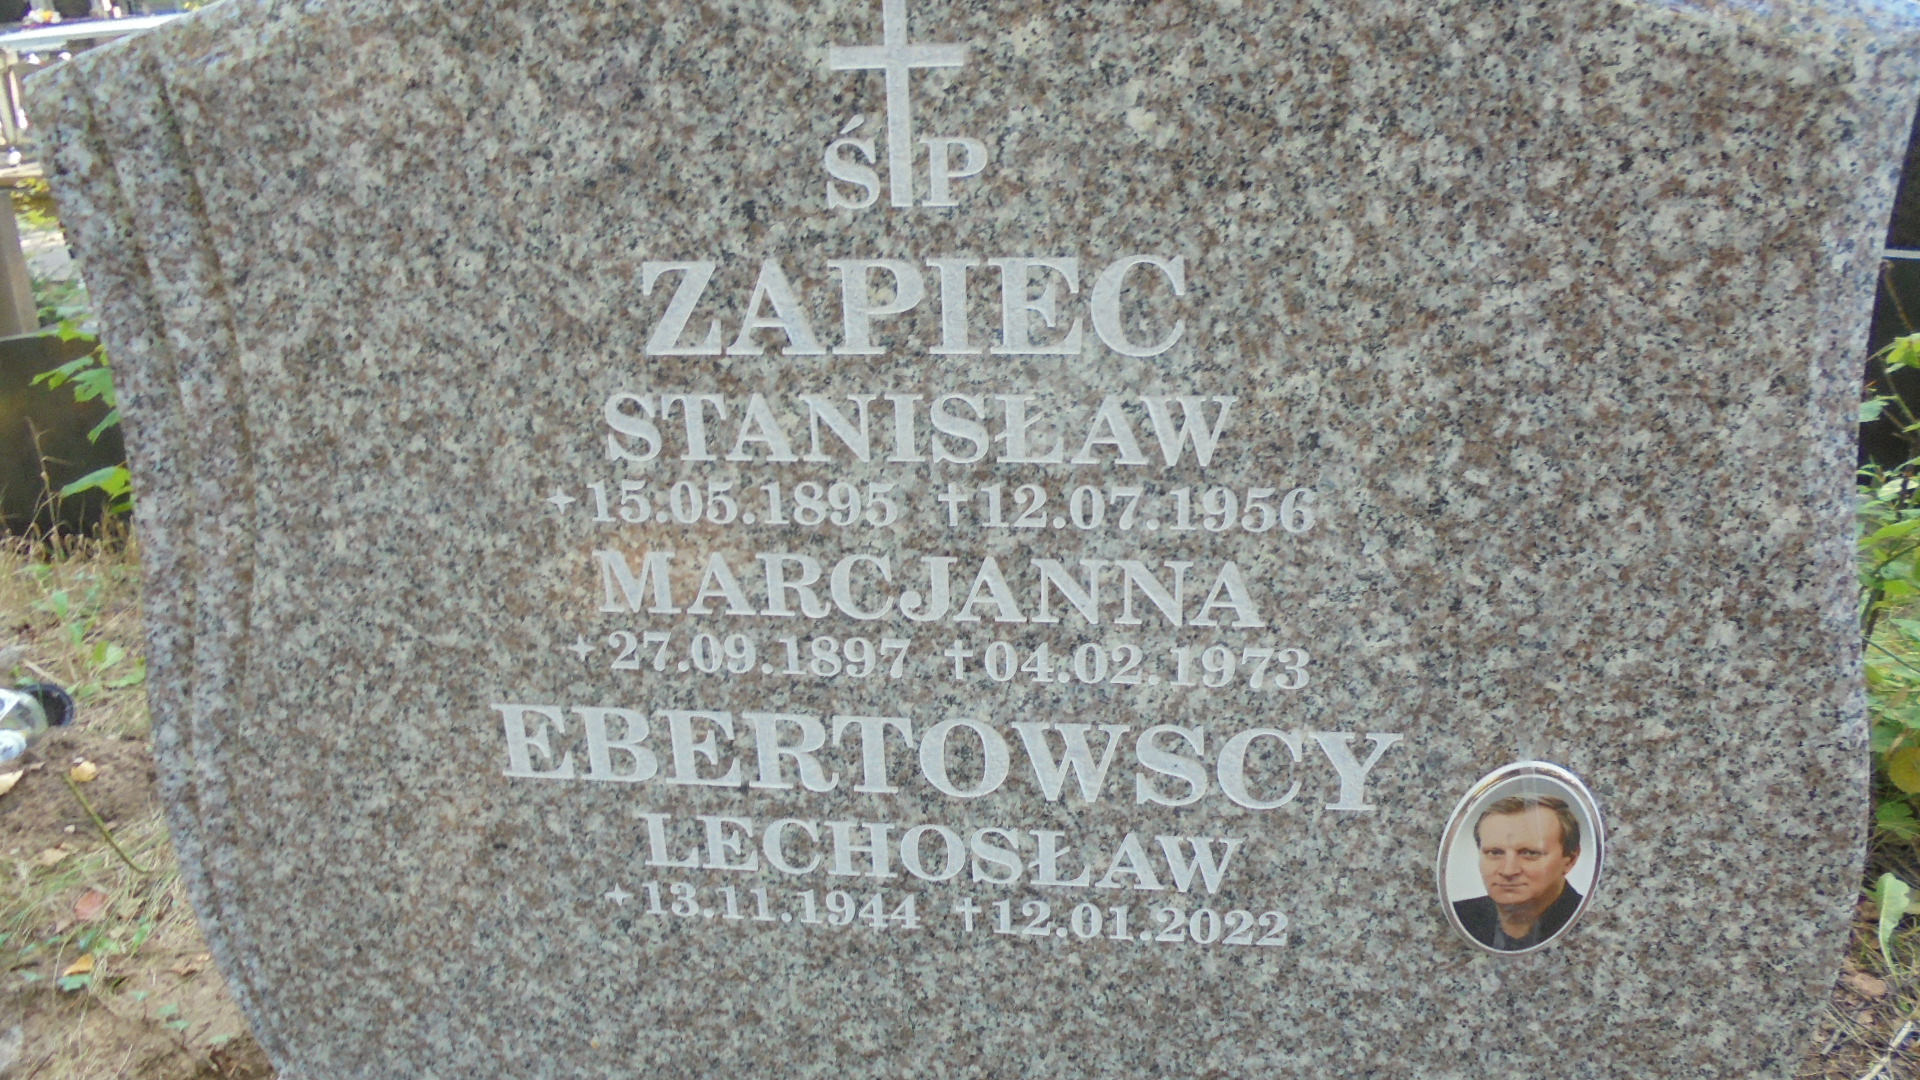 Ś P
ZAPIEC
STANISŁAW
15.05.1895 †12.07.1956
MARCJANNA
27.09.1897 †04.02.1973
EBERTOWSCY
LECHOSŁAW
13.11.1944 †12.01.2022